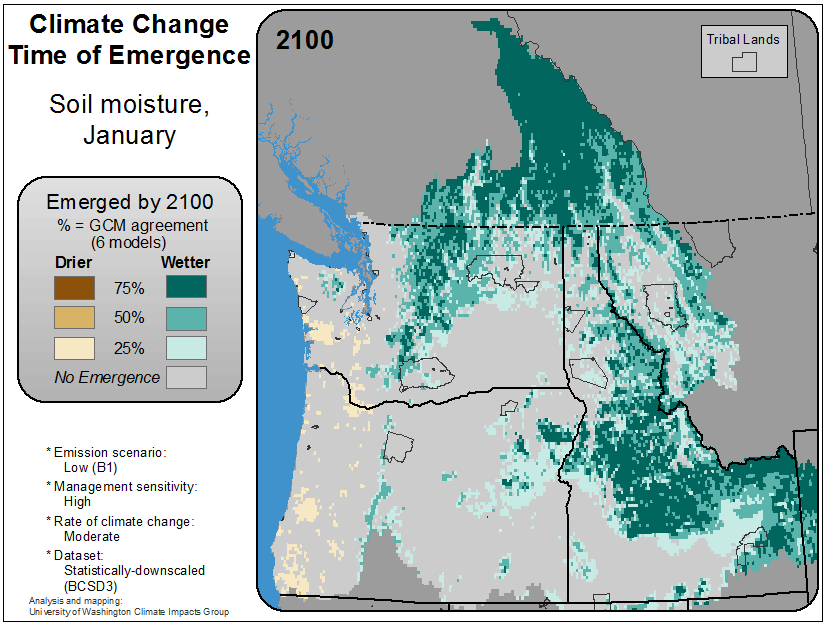 Climate Change
Time of Emergence
Soil moisture,
January
Emerged by 2100
% = GCM agreement
(6 models)
Drier
Wetter
75%
50%
25%
No Emergence
* Emission scenario:
Low (B1)
* Management sensitivity:
High
* Rate of climate change:
Moderate
* Dataset:
Statistically-downscaled
(BCSD3)
Analysis and mapping:
University of Washington Climate Impacts Group
2100
Tribal Lands